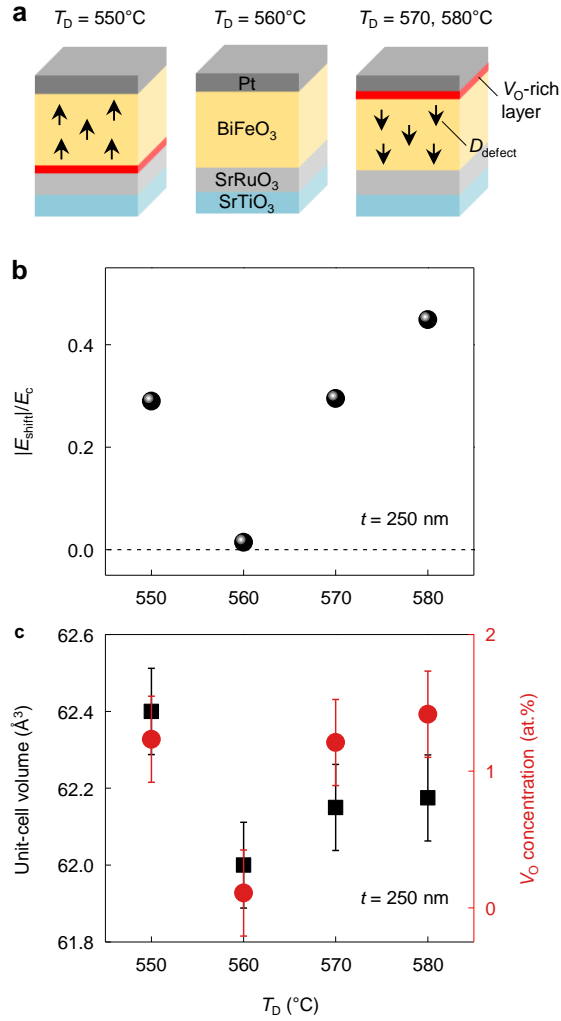 a
T_D = 550°C
T_D = 560°C
T_D = 570, 580°C
Pt
BiFeO₃
SrRuO₃
SrTiO₃
V_O-rich
layer
D_defect
b
|E_shift|/E_c
0.4
0.2
0.0
t = 250 nm
550 560 570 580
c
Unit-cell volume (Å³)
62.6
62.4
62.2
62.0
61.8
2
1
0
V_O concentration (at.%)
t = 250 nm
550 560 570 580
T_D (°C)